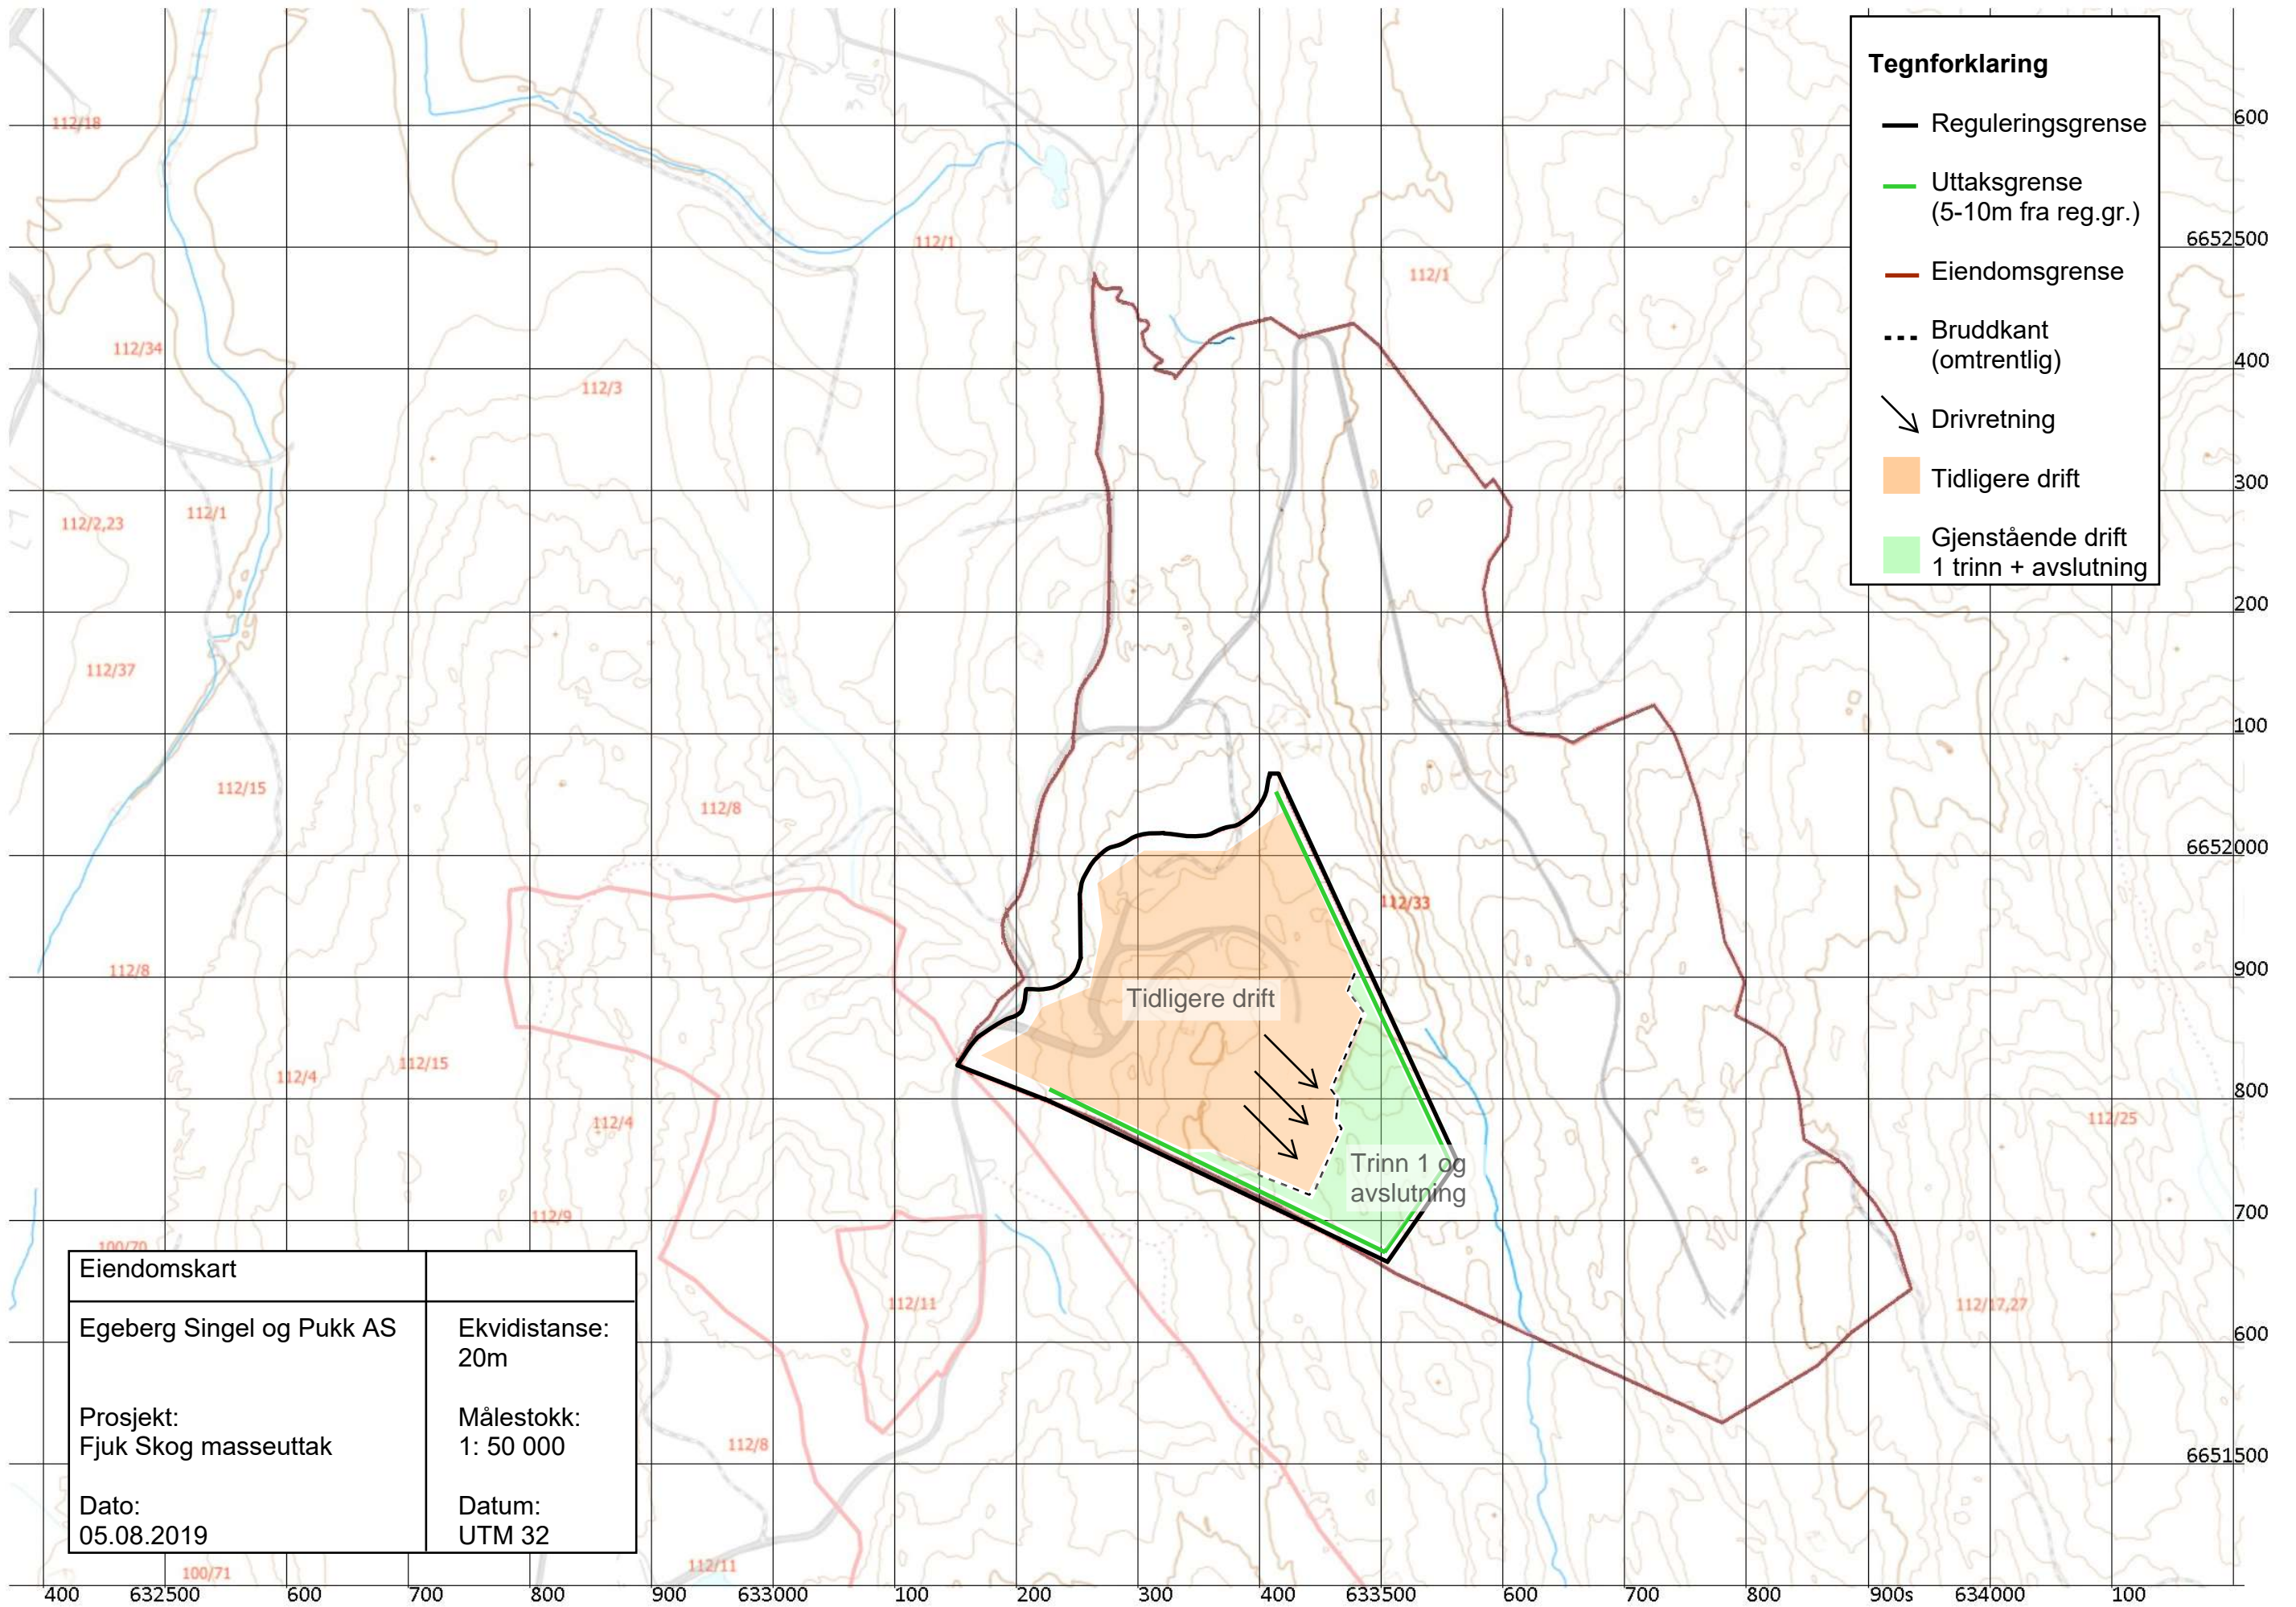 Tegnforklaring
Reguleringsgrense
Uttaksgrense
(5-10m fra reg.gr.)
Eiendomsgrense
Bruddkant
(omtrentlig)
Drivretning
Tidligere drift
Gjenstående drift
1 trinn + avslutning
600
6652500
400
300
200
100
6652000
900
800
700
600
6651500
112/18
112/1
112/1
112/34
112/3
112/2,23
112/1
112/37
112/15
112/8
112/33
112/8
Tidligere drift
112/15
112/4
112/4
112/25
Trinn 1 og
avslutning
112/9
100/70
112/11
112/17,27
112/8
112/11
100/71
Eiendomskart
Egeberg Singel og Pukk AS
Ekvidistanse:
20m
Prosjekt:
Fjuk Skog masseuttak
Målestokk:
1: 50 000
Dato:
05.08.2019
Datum:
UTM 32
400
632500
600
700
800
900
633000
100
200
300
400
633500
600
700
800
900s
634000
100